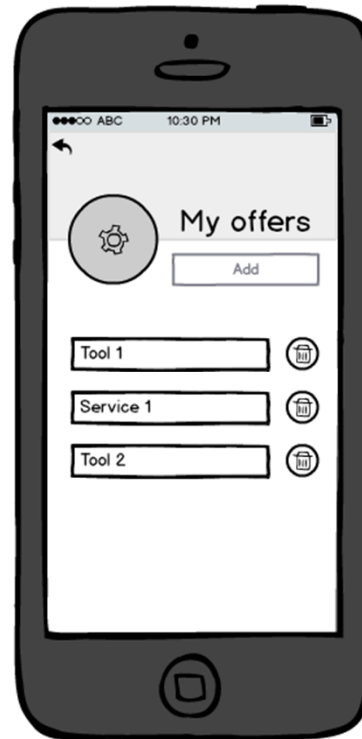 ABC 10:30 PM
My offers
Add
Tool 1
Service 1
Tool 2